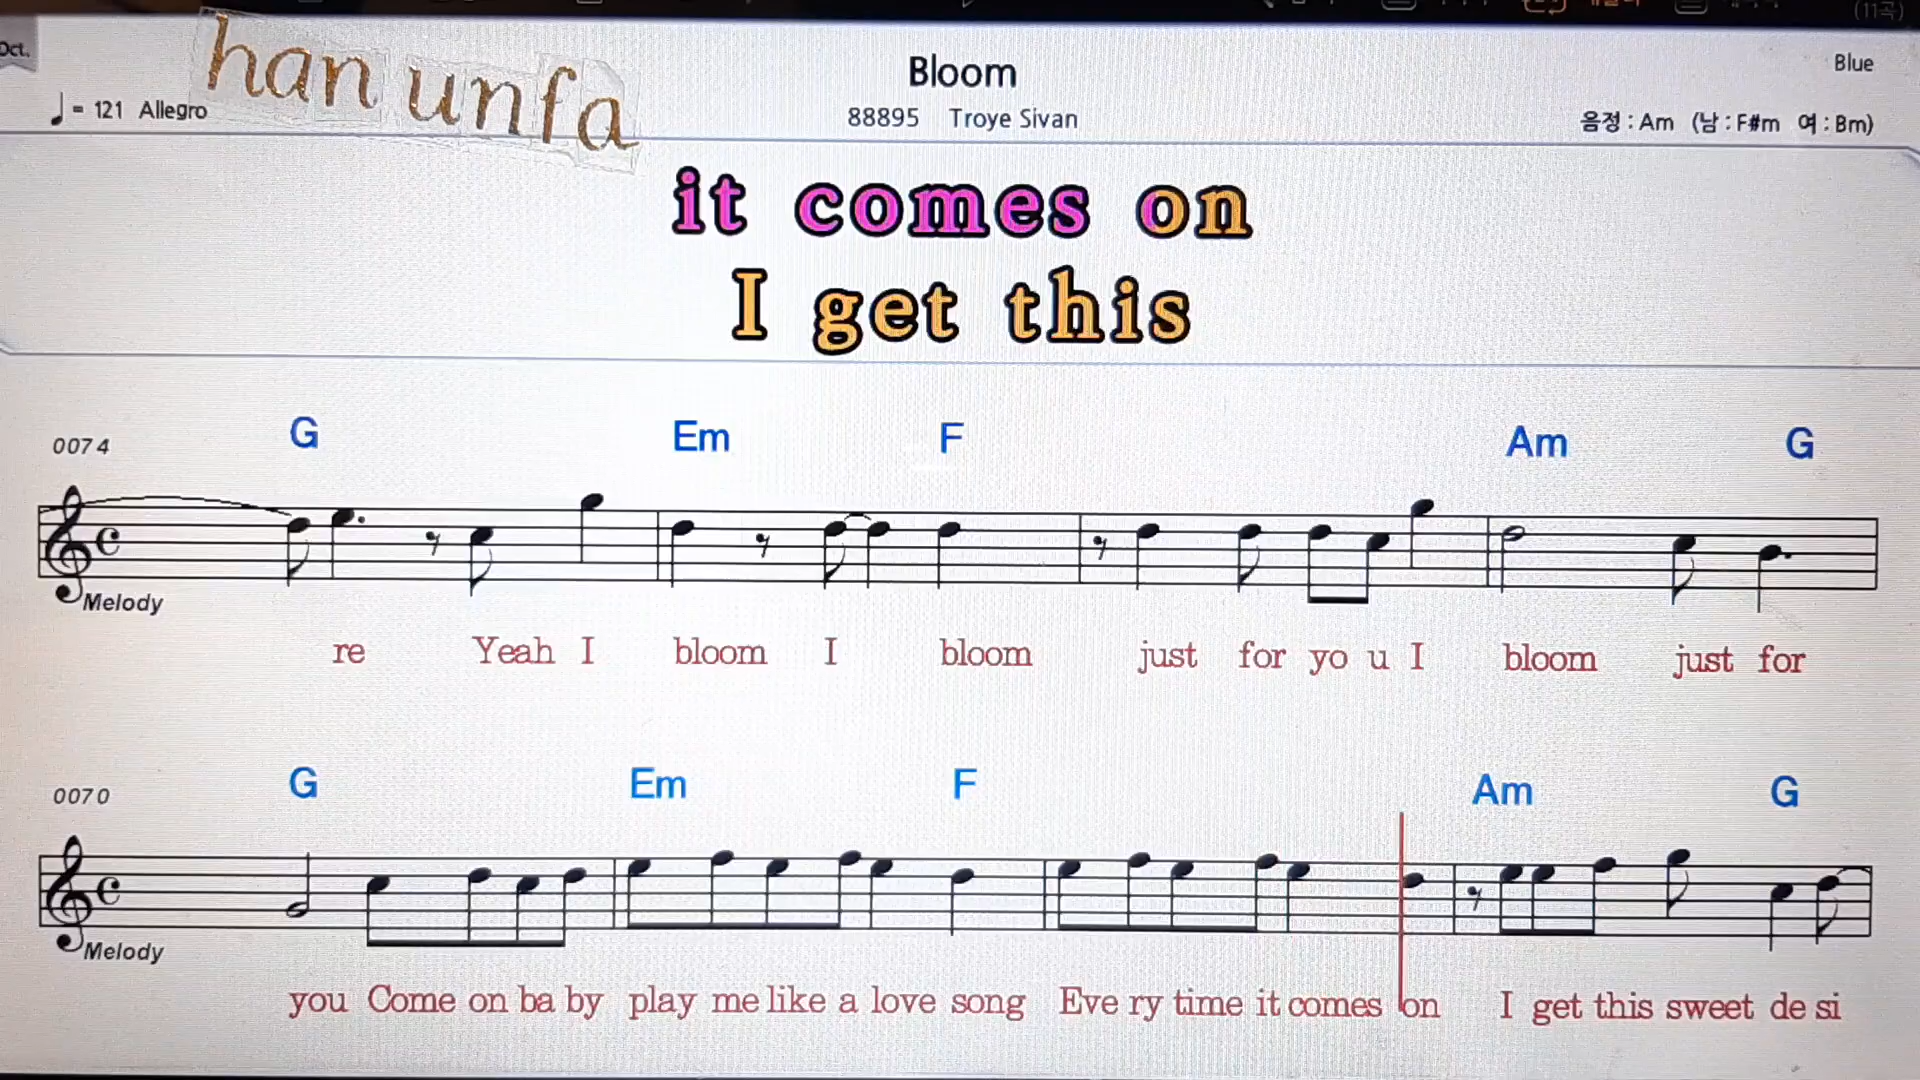 (11곡)
Oct.
han unfa
Bloom
Blue
♩= 121 Allegro
88895 Troye Sivan
음정 : Am (남 : F#m 여 : Bm)
it comes on
I get this
0074 G Em F Am G
Melody
re Yeah I bloom I bloom just for yo u I bloom just for
0070 G Em F Am G
Melody
you Come on ba by play me like a love song Eve ry time it comes on I get this sweet de si